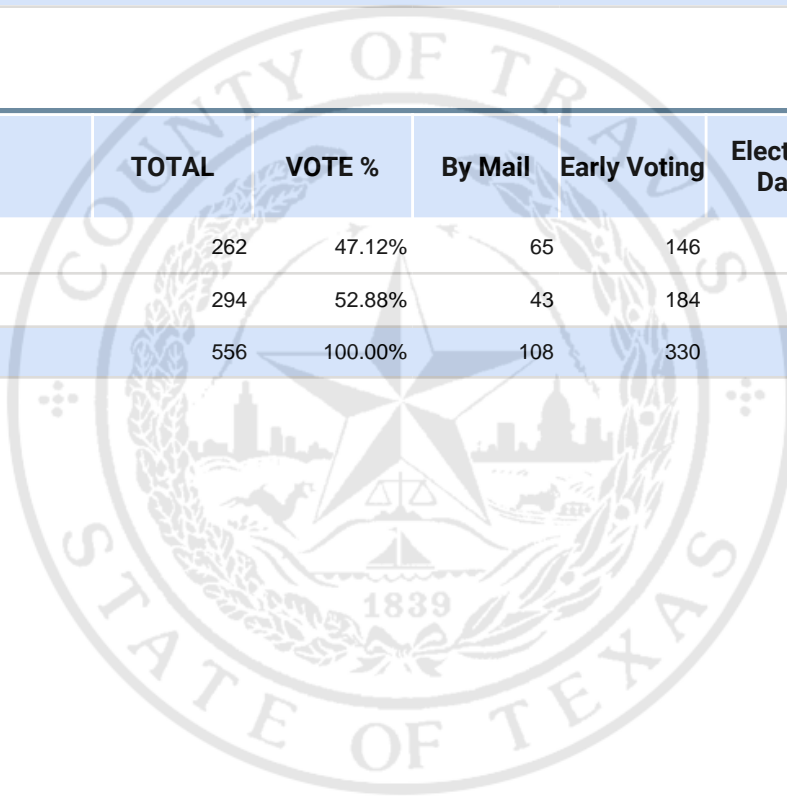 COUNTY OF TRAVIS
TOTAL VOTE % By Mail Early Voting
262 47.12% 65 146
294 52.88% 43 184
556 100.00% 108 330
1839
STATE OF TEXAS